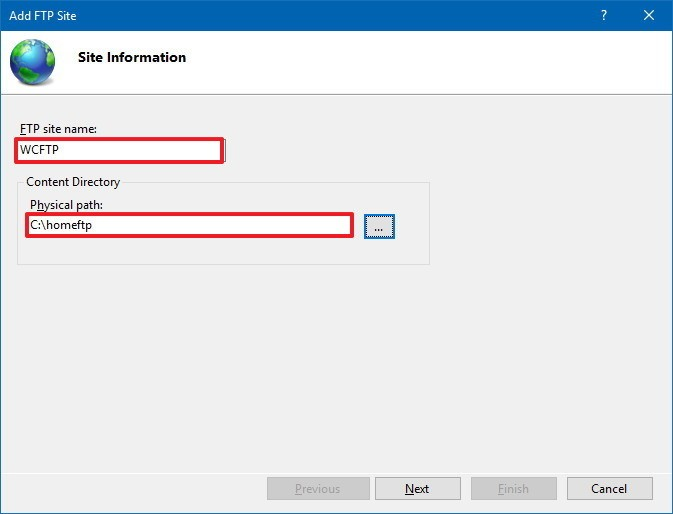 Add FTP Site
?
Site Information
FTP site name:
WCFTP
Content Directory
Physical path:
C:\homeftp
...
Previous
Next
Finish
Cancel